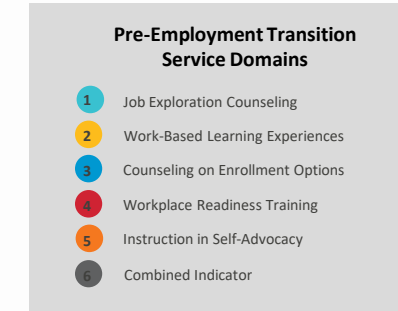 Pre-Employment Transition
Service Domains
1 Job Exploration Counseling
2 Work-Based Learning Experiences
3 Counseling on Enrollment Options
4 Workplace Readiness Training
5 Instruction in Self-Advocacy
6 Combined Indicator